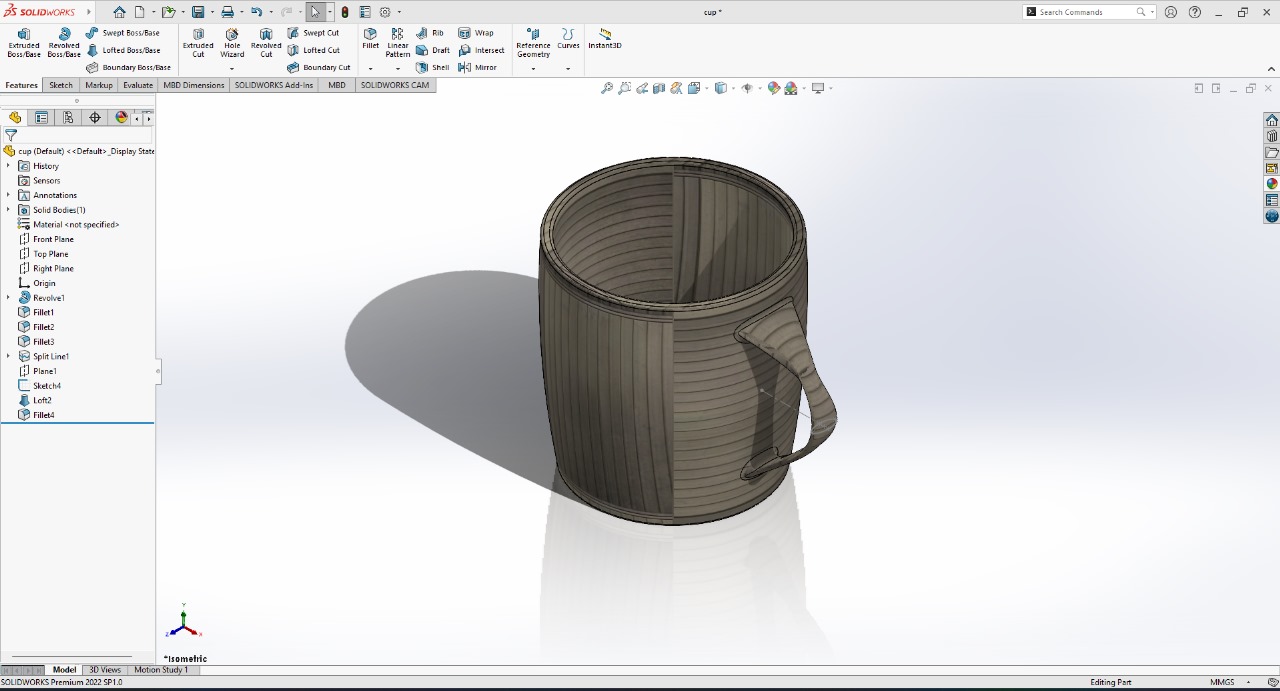 SOLIDWORKS
cup *
Search Commands
Extruded Boss/Base
Revolved Boss/Base
Swept Boss/Base
Lofted Boss/Base
Boundary Boss/Base
Extruded Cut
Hole Wizard
Revolved Cut
Swept Cut
Lofted Cut
Boundary Cut
Fillet
Linear Pattern
Rib
Draft
Shell
Wrap
Intersect
Mirror
Reference Geometry
Curves
Instant3D
Features
Sketch
Markup
Evaluate
MBD Dimensions
SOLIDWORKS Add-Ins
MBD
SOLIDWORKS CAM
cup (Default) <<Default>_Display State
History
Sensors
Annotations
Solid Bodies(1)
Material <not specified>
Front Plane
Top Plane
Right Plane
Origin
Revolve1
Fillet1
Fillet2
Fillet3
Split Line1
Plane1
Sketch4
Loft2
Fillet4
Y
Z
X
*Isometric
Model
3D Views
Motion Study 1
SOLIDWORKS Premium 2022 SP1.0
Editing Part
MMGS